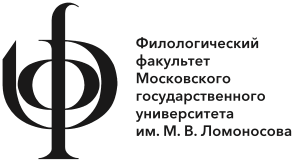 Филологический
факультет
Московского
государственного
университета
им. М. В. Ломоносова